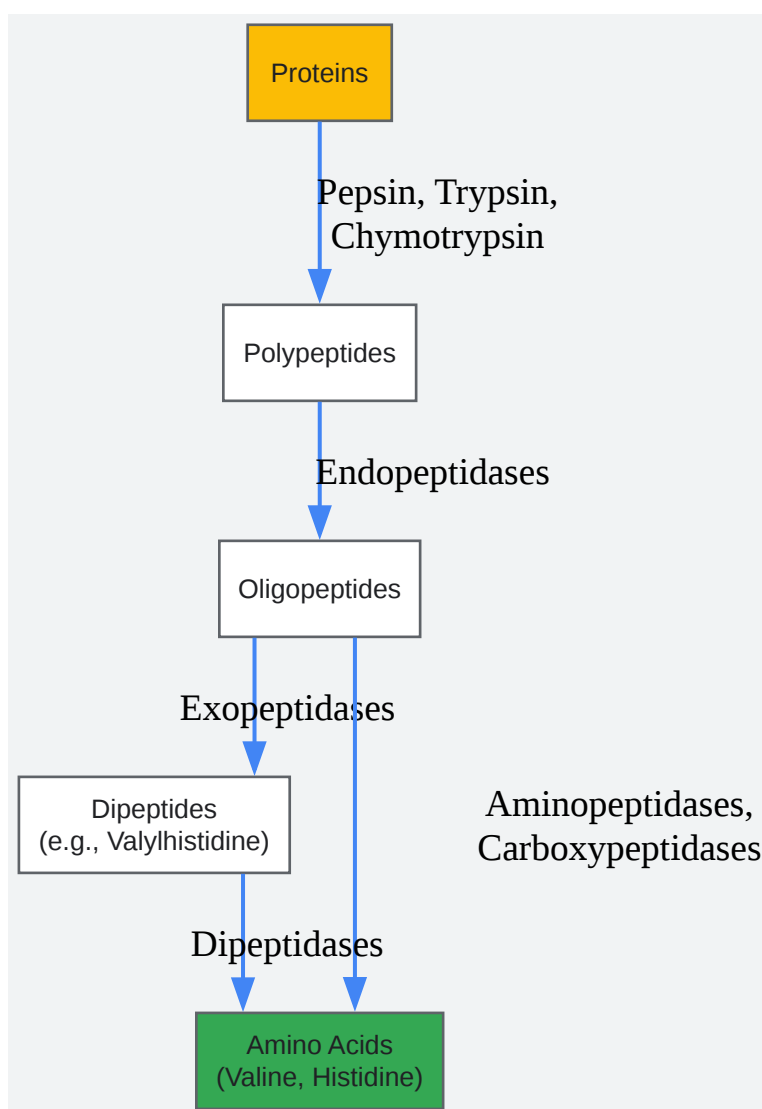 Proteins
Pepsin, Trypsin,
Chymotrypsin
Polypeptides
Endopeptidases
Oligopeptides
Exopeptidases
Dipeptides
(e.g., Valylhistidine)
Aminopeptidases,
Carboxypeptidases
Dipeptidases
Amino Acids
(Valine, Histidine)